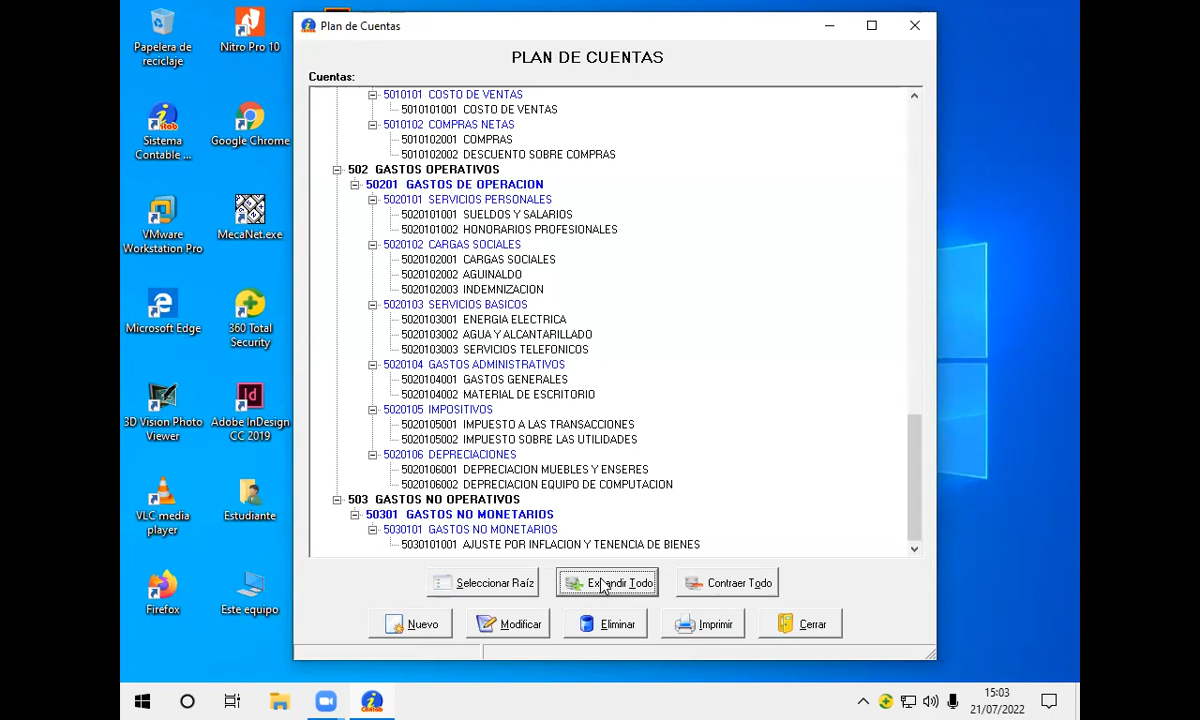 Papelera de
reciclaje
Nitro Pro 10
Sistema
Contable ...
Google Chrome
VMware
Workstation Pro
MecaNet.exe
Microsoft Edge
360 Total
Security
3D Vision Photo
Viewer
Adobe InDesign
CC 2019
VLC media
player
Estudiante
Firefox
Este equipo
Plan de Cuentas
PLAN DE CUENTAS
Cuentas:
5010101 COSTO DE VENTAS
5010101001 COSTO DE VENTAS
5010102 COMPRAS NETAS
5010102001 COMPRAS
5010102002 DESCUENTO SOBRE COMPRAS
502 GASTOS OPERATIVOS
50201 GASTOS DE OPERACION
5020101 SERVICIOS PERSONALES
5020101001 SUELDOS Y SALARIOS
5020101002 HONORARIOS PROFESIONALES
5020102 CARGAS SOCIALES
5020102001 CARGAS SOCIALES
5020102002 AGUINALDO
5020102003 INDEMNIZACION
5020103 SERVICIOS BASICOS
5020103001 ENERGIA ELECTRICA
5020103002 AGUA Y ALCANTARILLADO
5020103003 SERVICIOS TELEFONICOS
5020104 GASTOS ADMINISTRATIVOS
5020104001 GASTOS GENERALES
5020104002 MATERIAL DE ESCRITORIO
5020105 IMPOSITIVOS
5020105001 IMPUESTO A LAS TRANSACCIONES
5020105002 IMPUESTO SOBRE LAS UTILIDADES
5020106 DEPRECIACIONES
5020106001 DEPRECIACION MUEBLES Y ENSERES
5020106002 DEPRECIACION EQUIPO DE COMPUTACION
503 GASTOS NO OPERATIVOS
50301 GASTOS NO MONETARIOS
5030101 GASTOS NO MONETARIOS
5030101001 AJUSTE POR INFLACION Y TENENCIA DE BIENES
Seleccionar Raíz
Expandir Todo
Contraer Todo
Nuevo
Modificar
Eliminar
Imprimir
Cerrar
15:03
21/07/2022